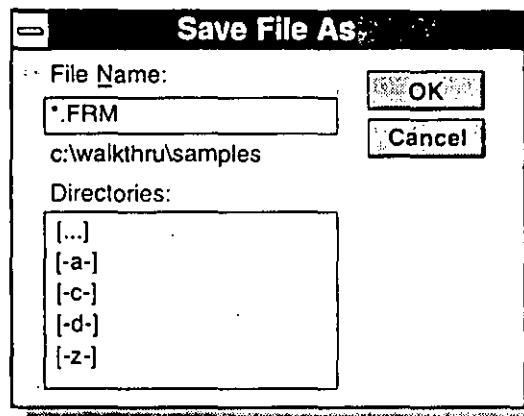 Save File As
File Name:
*.FRM
c:\walkthru\samples
Directories:
[...]
[-a-]
[-c-]
[-d-]
[-z-]
OK
Cancel